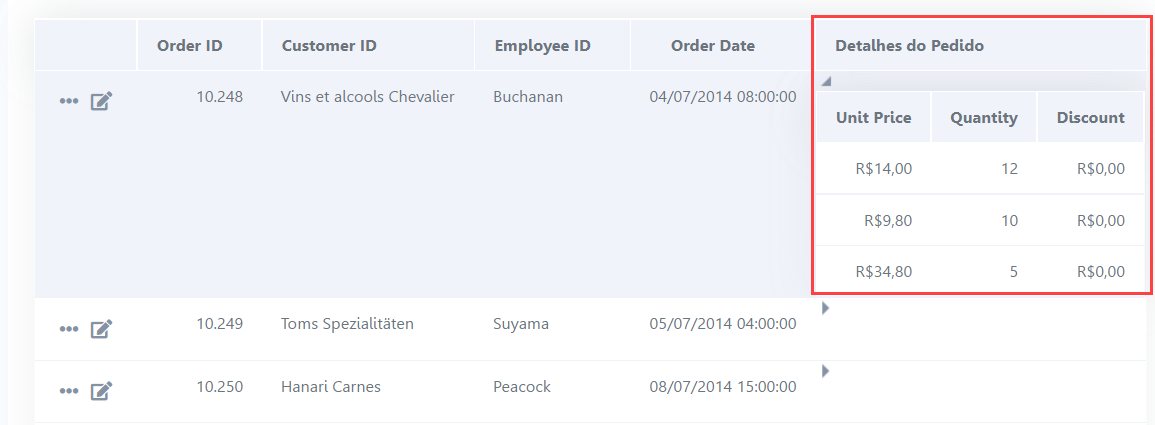 Order ID Customer ID Employee ID Order Date Detalhes do Pedido
10.248 Vins et alcools Chevalier Buchanan 04/07/2014 08:00:00
Unit Price Quantity Discount
R$14,00 12 R$0,00
R$9,80 10 R$0,00
R$34,80 5 R$0,00
10.249 Toms Spezialitäten Suyama 05/07/2014 04:00:00
10.250 Hanari Carnes Peacock 08/07/2014 15:00:00